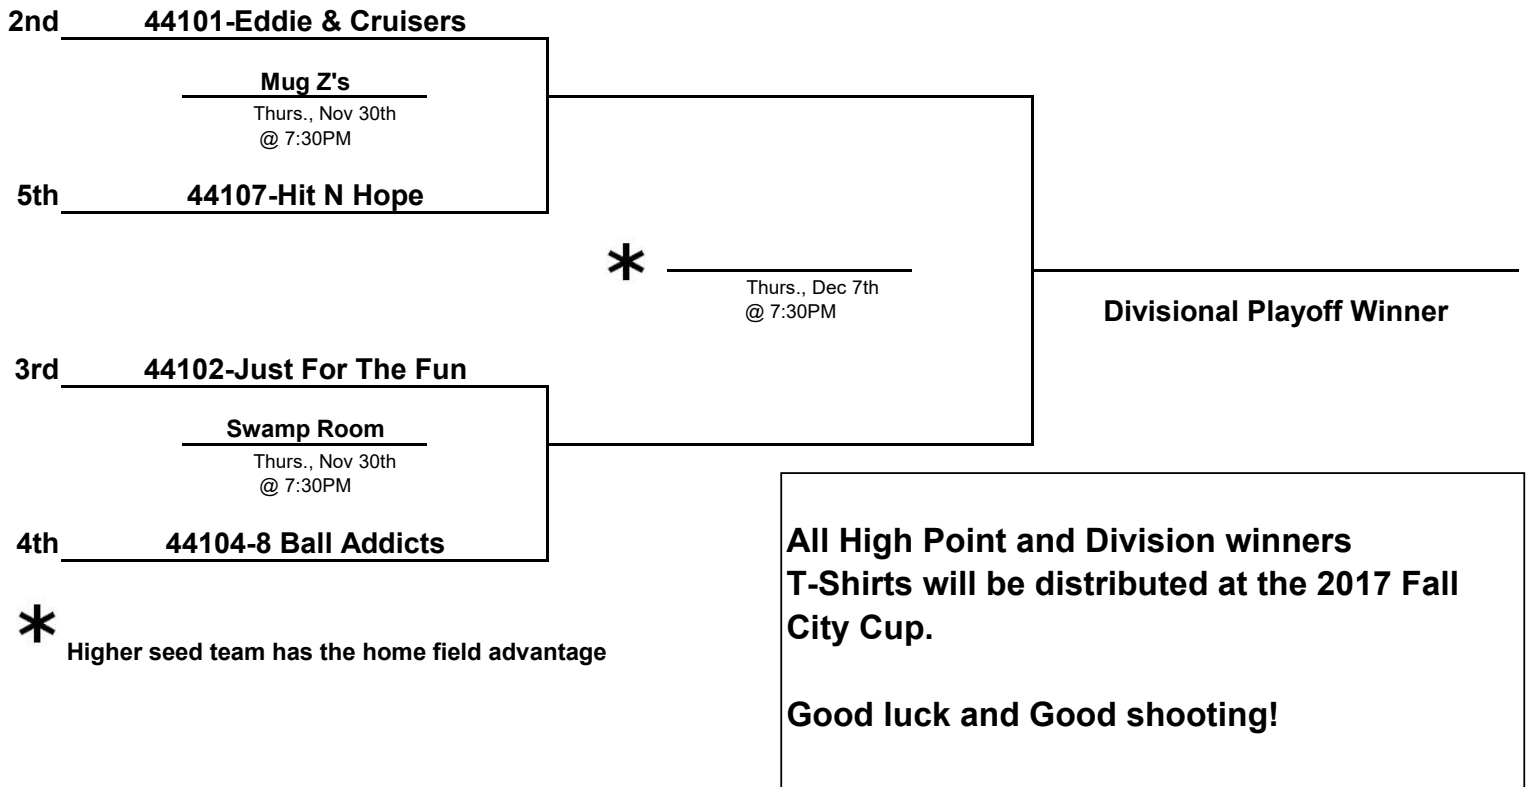 2nd 44101-Eddie & Cruisers
Mug Z's
Thurs., Nov 30th
@ 7:30PM
5th 44107-Hit N Hope
*
Thurs., Dec 7th
@ 7:30PM
Divisional Playoff Winner
3rd 44102-Just For The Fun
Swamp Room
Thurs., Nov 30th
@ 7:30PM
4th 44104-8 Ball Addicts
* Higher seed team has the home field advantage
All High Point and Division winners
T-Shirts will be distributed at the 2017 Fall
City Cup.
Good luck and Good shooting!